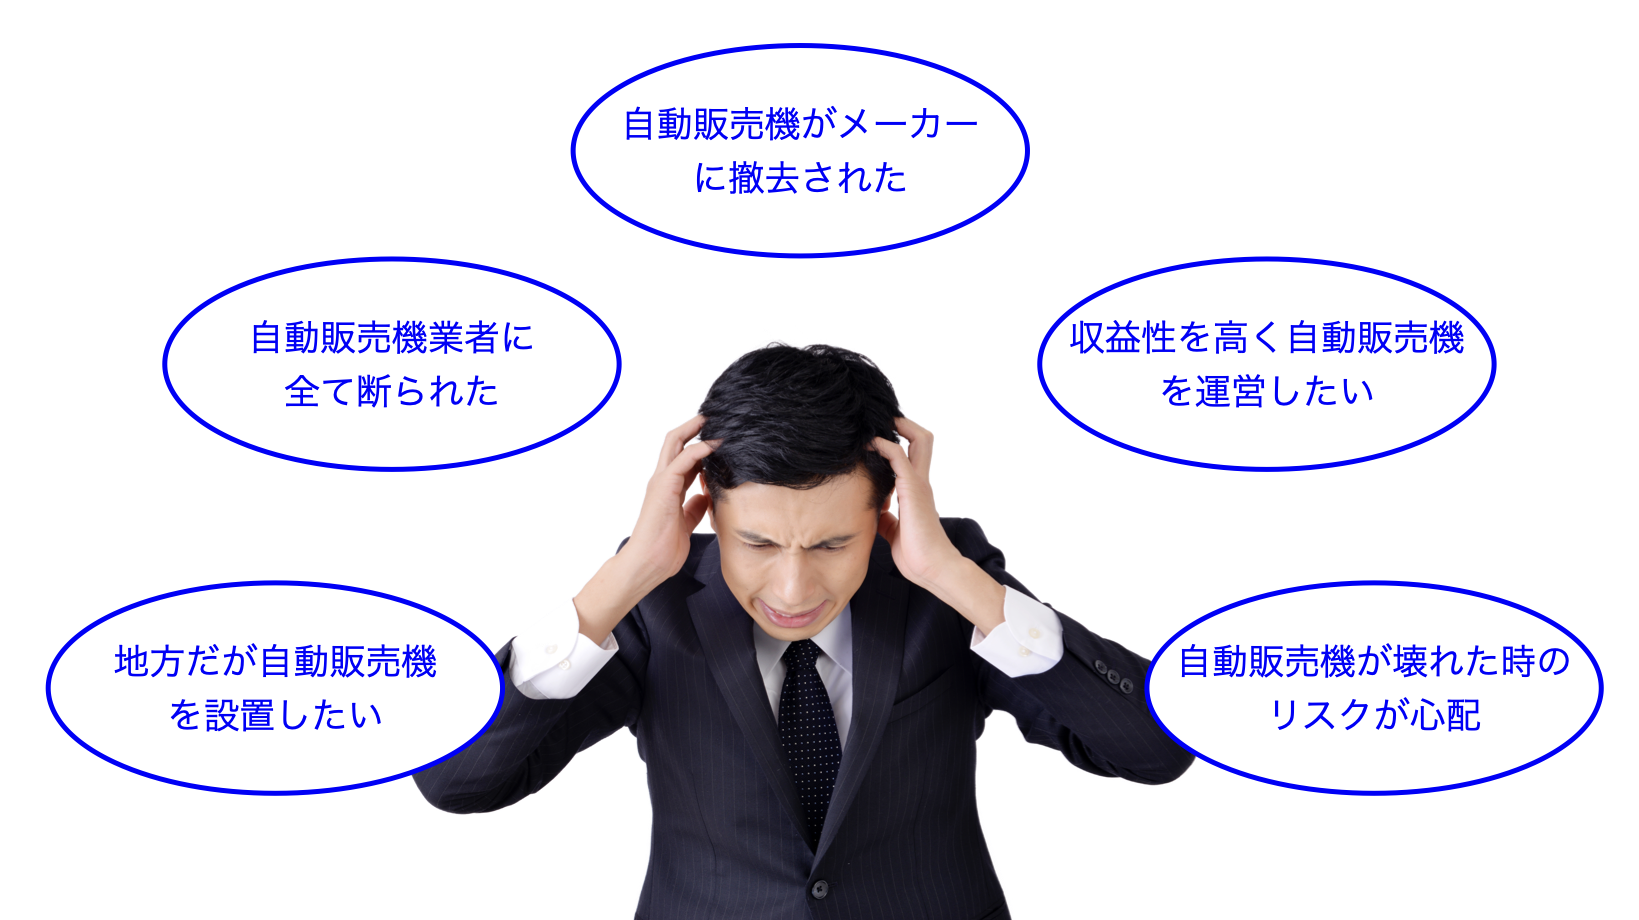 自動販売機がメーカー
に撤去された
自動販売機業者に
全て断られた
収益性を高く自動販売機
を運営したい
地方だが自動販売機
を設置したい
自動販売機が壊れた時の
リスクが心配